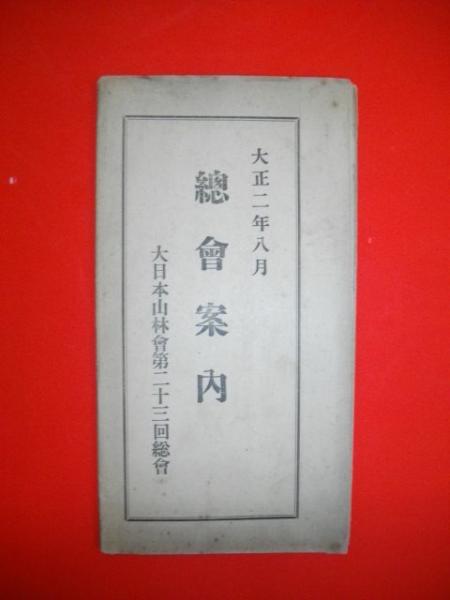 大正二年八月
總會案內
大日本山林會第二十三回総會